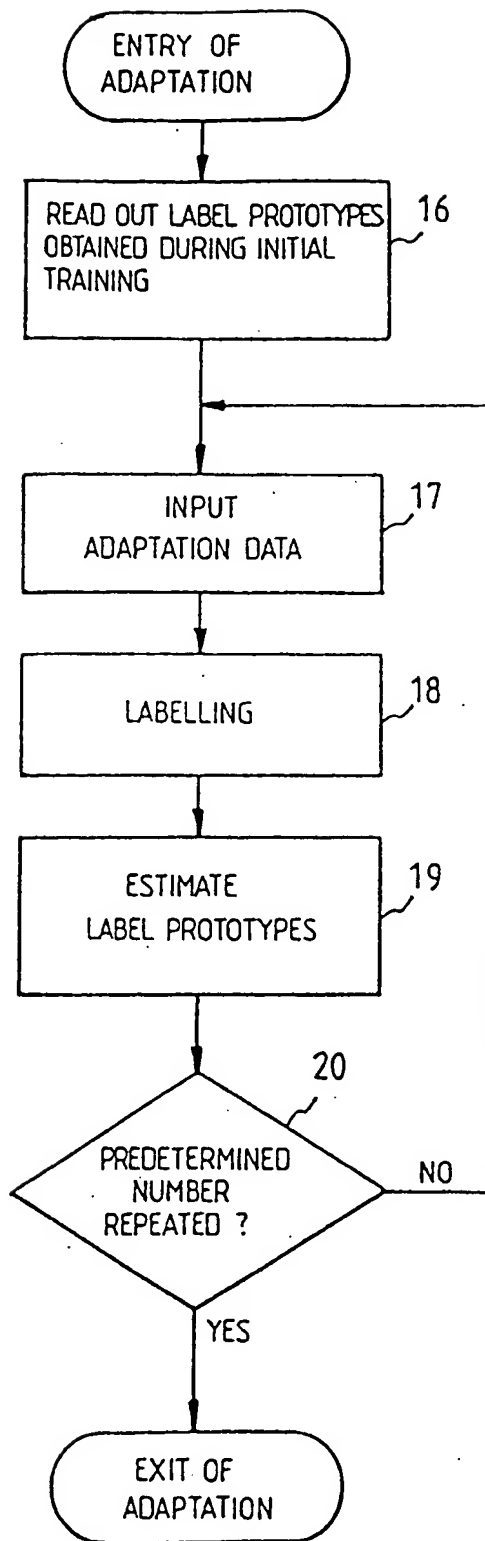 ENTRY OF
ADAPTATION
READ OUT LABEL PROTOTYPES
OBTAINED DURING INITIAL
TRAINING
16
INPUT
ADAPTATION DATA
17
LABELLING
18
ESTIMATE
LABEL PROTOTYPES
19
20
PREDETERMINED
NUMBER
REPEATED ?
NO
YES
EXIT OF
ADAPTATION